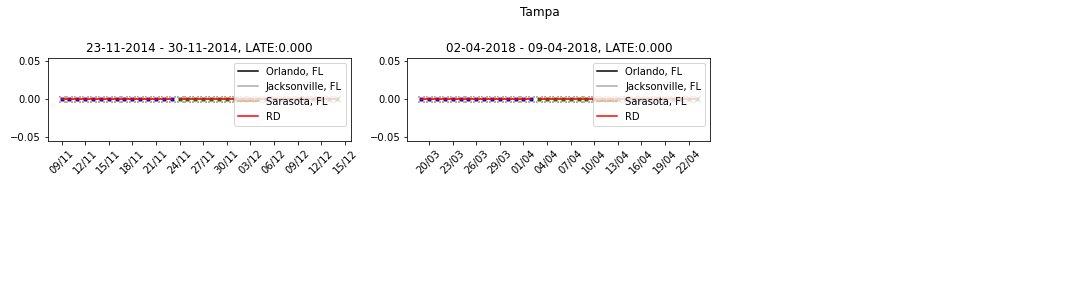 Tampa
23-11-2014 - 30-11-2014, LATE:0.000
0.05
0.00
−0.05
Orlando, FL
Jacksonville, FL
Sarasota, FL
RD
09/11 12/11 15/11 18/11 21/11 24/11 27/11 30/11 03/12 06/12 09/12 12/12 15/12
02-04-2018 - 09-04-2018, LATE:0.000
0.05
0.00
−0.05
Orlando, FL
Jacksonville, FL
Sarasota, FL
RD
20/03 23/03 26/03 29/03 01/04 04/04 07/04 10/04 13/04 16/04 19/04 22/04